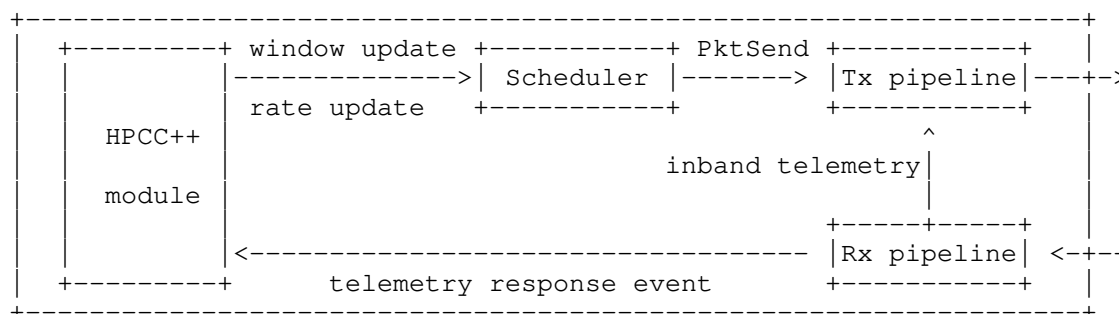 window update PktSend
Scheduler Tx pipeline
rate update
HPCC++
inband telemetry
module
Rx pipeline
telemetry response event